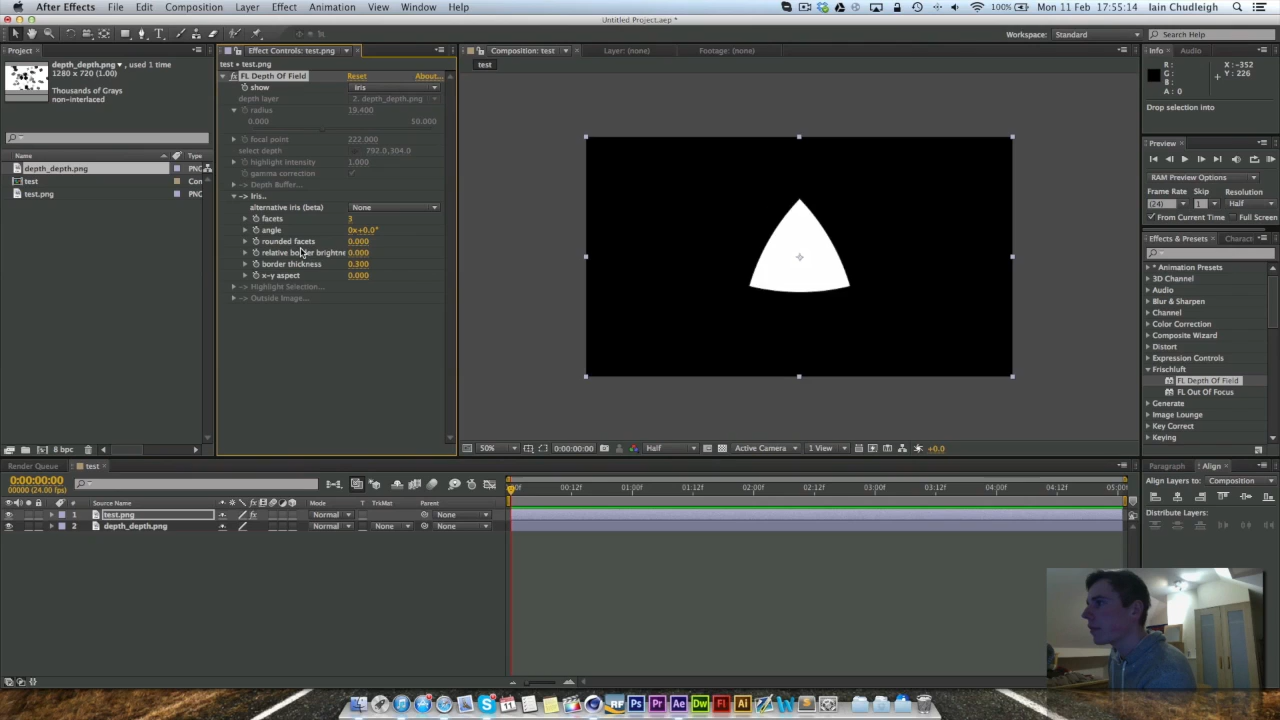 After Effects File Edit Composition Layer Effect Animation View Window Help 100% Mon 11 Feb 17:55:14 Iain Chudleigh
Untitled Project.aep *
Workspace: Standard Search Help
Project
Effect Controls: test.png
Composition: test
Layer: (none)
Footage: (none)
Info
Audio
depth_depth.png, used 1 time
1280 x 720 (1.00)
Thousands of Grays
non-interlaced
Name Type
depth_depth.png PNG
test Con
test.png PNG
8 bpc
test • test.png
FL Depth Of Field Reset About...
show Iris
depth layer 2. depth_depth.png
radius 19.400
0.000 50.000
focal point 222.000
select depth 792.0,304.0
highlight intensity 1.000
gamma correction
-> Depth Buffer...
-> Iris..
alternative iris (beta) None
facets 3
angle 0x+0.0°
rounded facets 0.000
relative border brightne 0.000
border thickness 0.300
x-y aspect 0.000
-> Highlight Selection...
-> Outside Image...
test
50% 0:00:00:00 Half Active Camera 1 View +0.0
R:
G:
B:
A: 0
X: -352
Y: 226
Drop selection into
Preview
RAM Preview Options
Frame Rate Skip Resolution
(24) 1 Half
From Current Time Full Screen
Effects & Presets Charact
* Animation Presets
3D Channel
Audio
Blur & Sharpen
Channel
Color Correction
Composite Wizard
Distort
Expression Controls
Frischluft
FL Depth Of Field
FL Out Of Focus
Generate
Image Lounge
Key Correct
Keying
Paragraph Align
Align Layers to: Composition
Distribute Layers:
Render Queue test
0:00:00:00
00000 (24.00 fps)
# Source Name Mode T TrkMat Parent
1 test.png Normal None
2 depth_depth.png Normal None None
:00f 00:12f 01:00f 01:12f 02:00f 02:12f 03:00f 03:12f 04:00f 04:12f 05:00f
RF Ps Pr Ae Dw Fl Ai